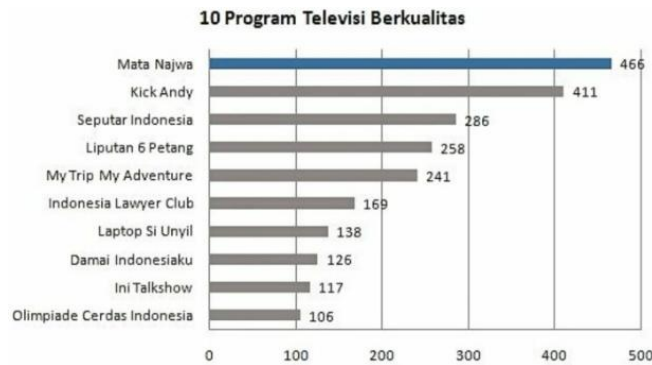 10 Program Televisi Berkualitas
Mata Najwa 466
Kick Andy 411
Seputar Indonesia 286
Liputan 6 Petang 258
My Trip My Adventure 241
Indonesia Lawyer Club 169
Laptop Si Unyil 138
Damai Indonesiaku 126
Ini Talkshow 117
Olimpiade Cerdas Indonesia 106
0 100 200 300 400 500